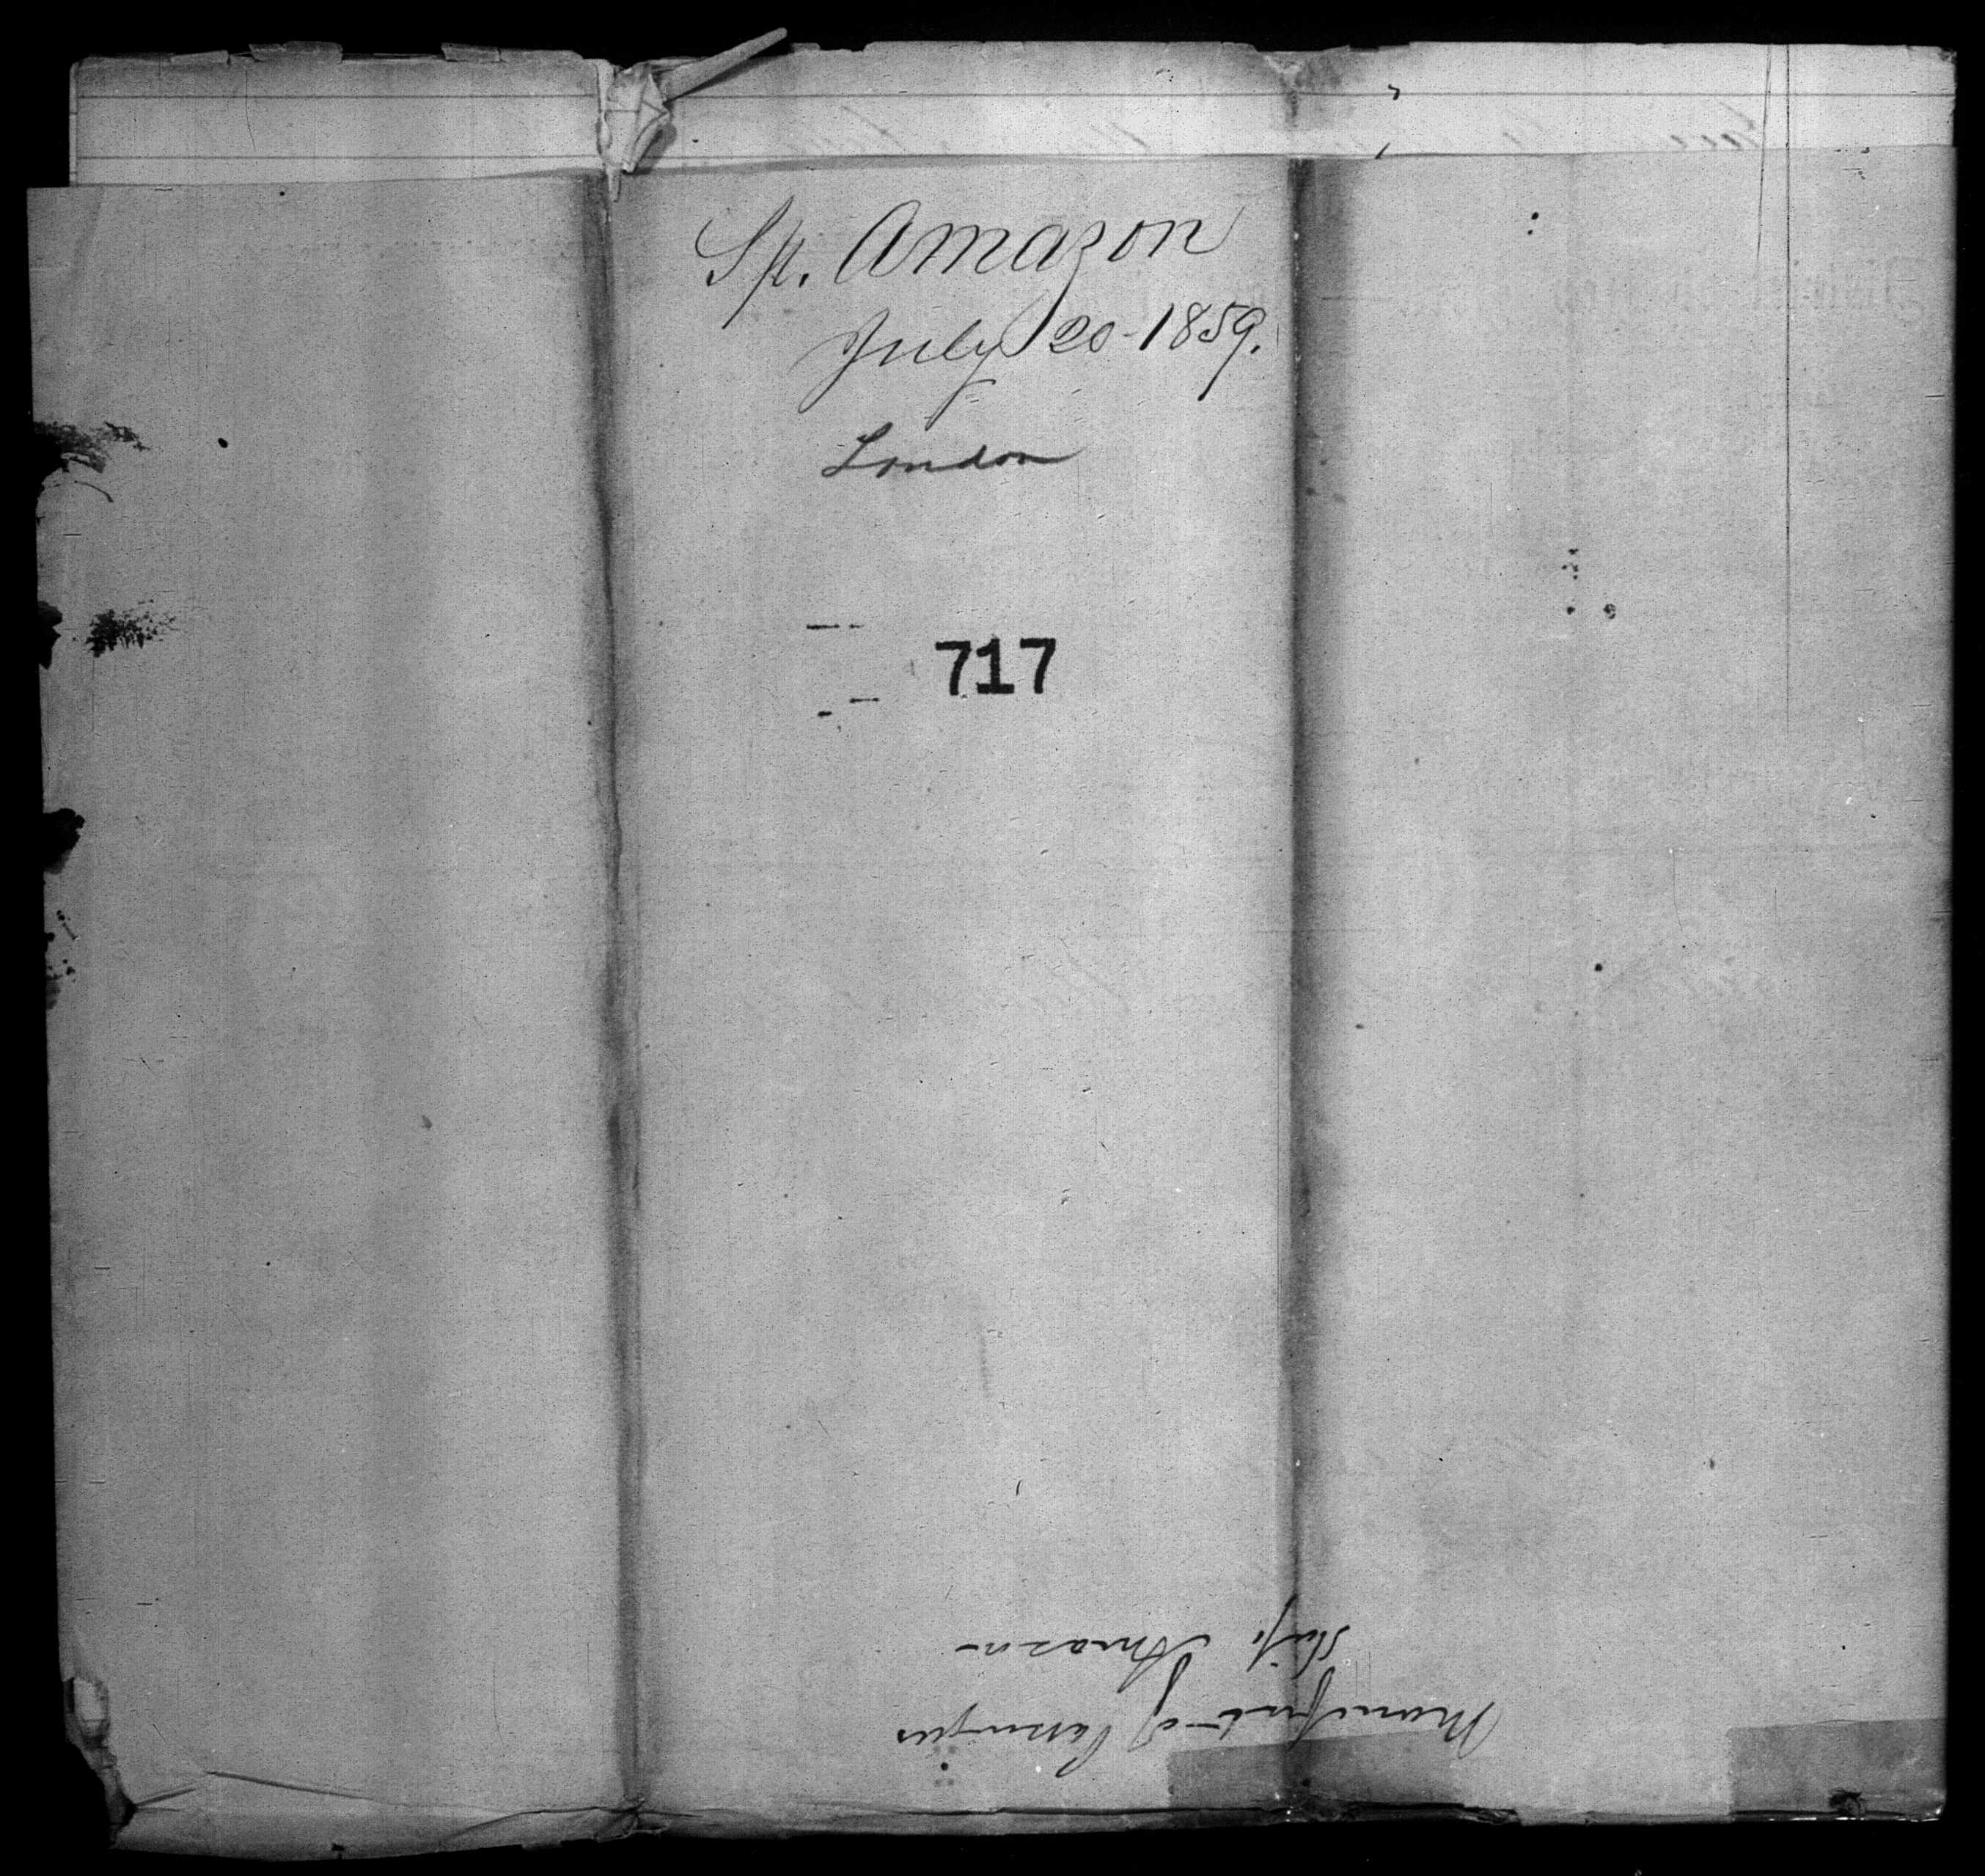 Sp. Amazon
July 20 1859.
London
717
Manifest of Passengers
Ship Amazon